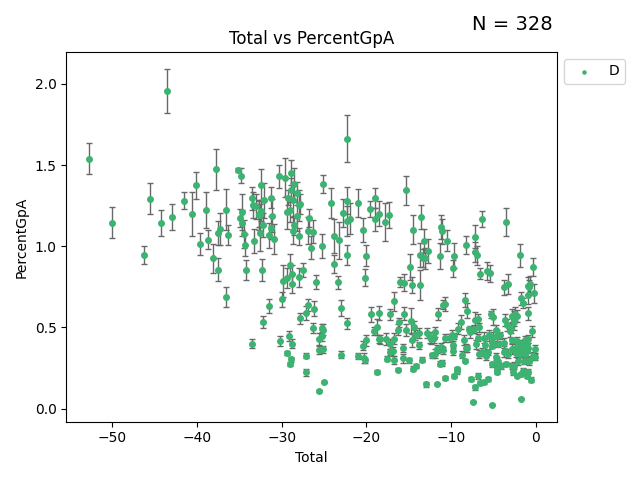 N = 328
Total vs PercentGpA
D
PercentGpA
2.0
1.5
1.0
0.5
0.0
−50 −40 −30 −20 −10 0
Total